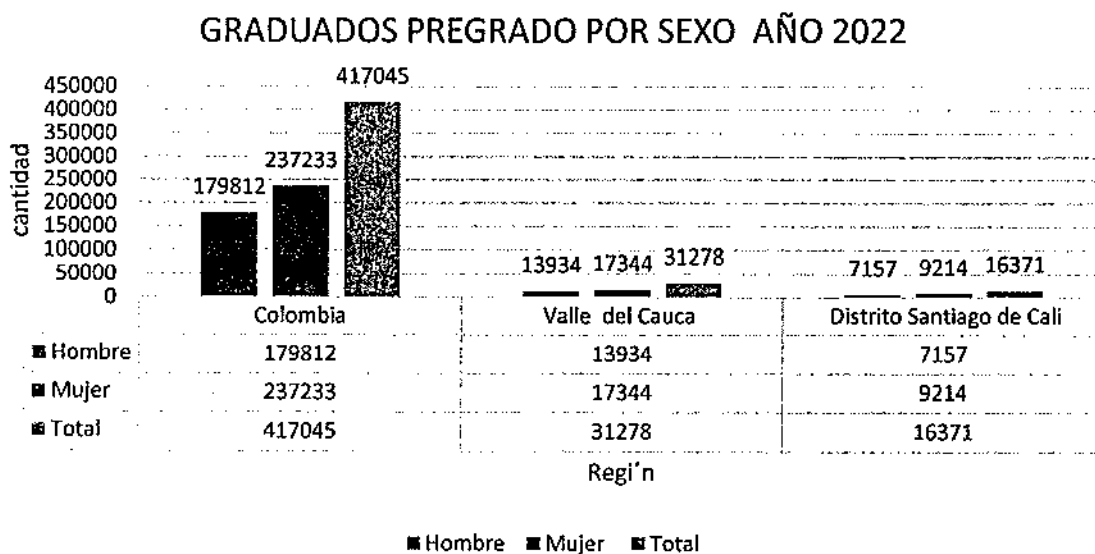 GRADUADOS PREGRADO POR SEXO AÑO 2022
cantidad
450000
400000
350000
300000
250000
200000
150000
100000
50000
0
179812
237233
417045
13934
17344
31278
7157
9214
16371
Colombia Valle del Cauca Distrito Santiago de Cali
Hombre 179812 13934 7157
Mujer 237233 17344 9214
Total 417045 31278 16371
Regi´n
Hombre Mujer Total